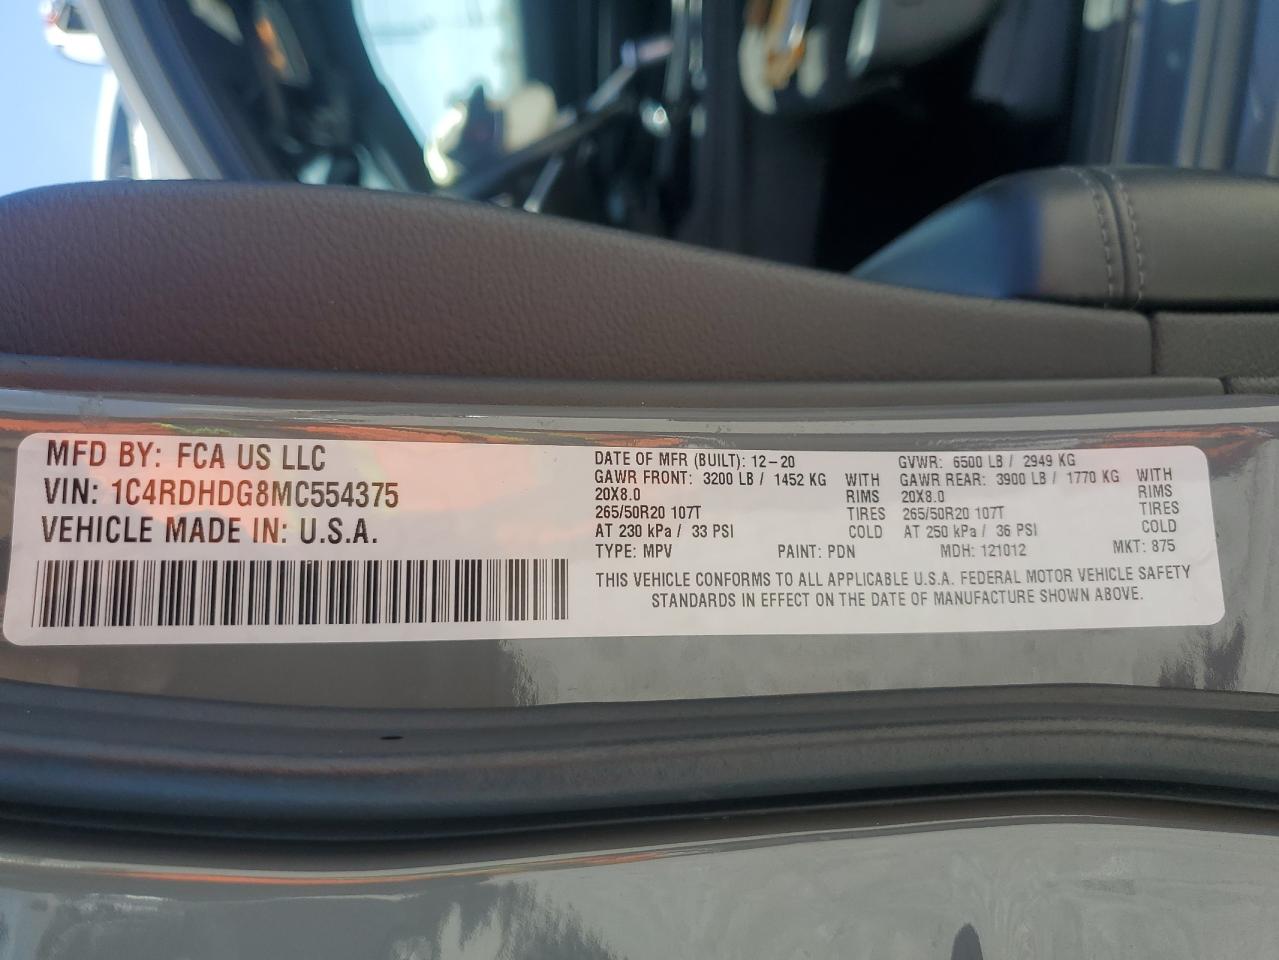 MFD BY: FCA US LLC
VIN: 1C4RDHDG8MC554375
VEHICLE MADE IN: U.S.A.
DATE OF MFR (BUILT): 12-20
GAWR FRONT: 3200 LB / 1452 KG WITH
20X8.0 RIMS
265/50R20 107T TIRES
AT 230 kPa / 33 PSI COLD
TYPE: MPV PAINT: PDN
GVWR: 6500 LB / 2949 KG
GAWR REAR: 3900 LB / 1770 KG WITH
20X8.0 RIMS
265/50R20 107T TIRES
AT 250 kPa / 36 PSI COLD
MDH: 121012 MKT: 875
THIS VEHICLE CONFORMS TO ALL APPLICABLE U.S.A. FEDERAL MOTOR VEHICLE SAFETY
STANDARDS IN EFFECT ON THE DATE OF MANUFACTURE SHOWN ABOVE.